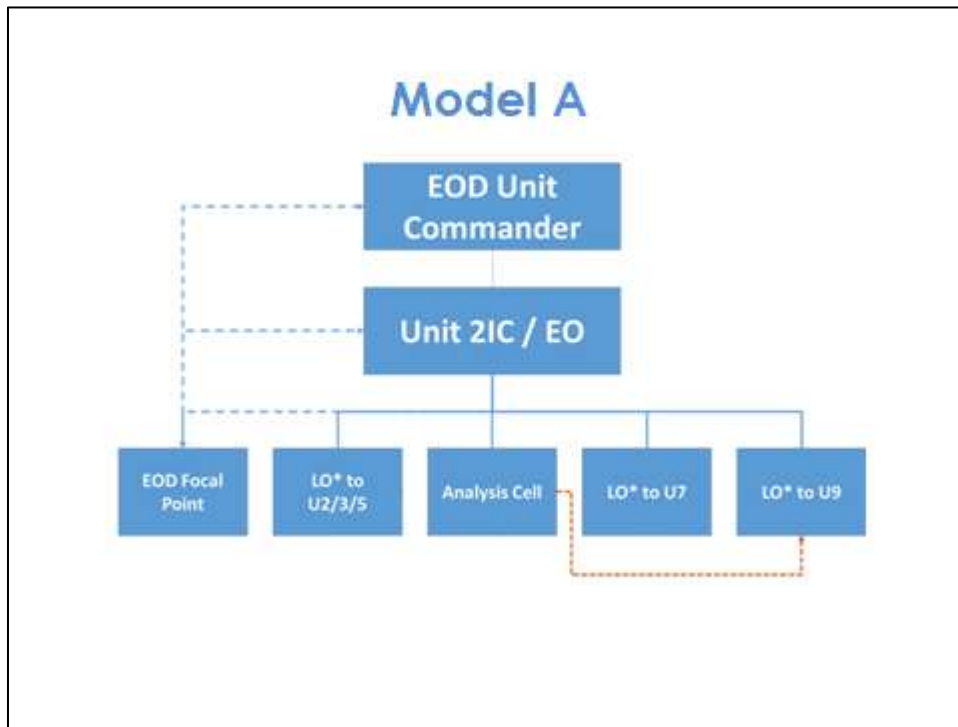 Model A
EOD Unit
Commander
Unit 2IC / EO
EOD Focal
Point
LO* to
U2/3/5
Analysis Cell
LO* to U7
LO* to U9